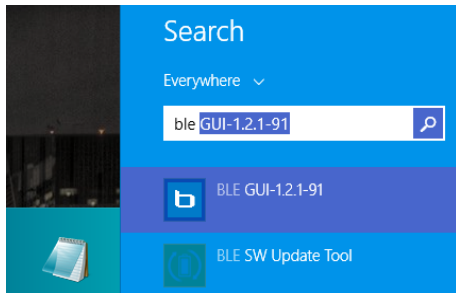 Search
Everywhere
ble GUI-1.2.1-91
BLE GUI-1.2.1-91
BLE SW Update Tool